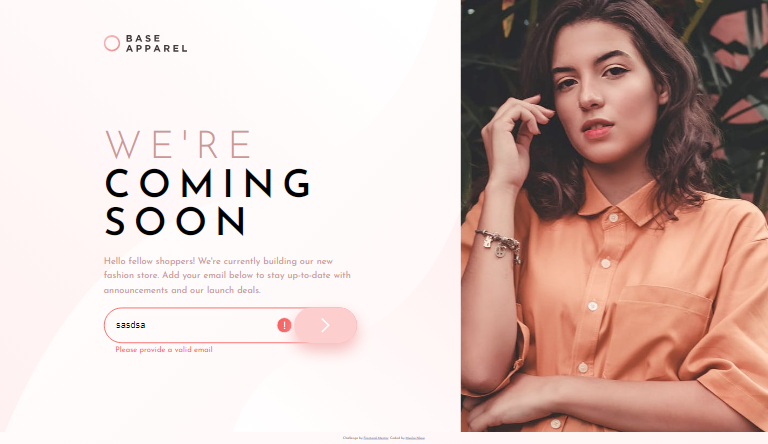 BASE
APPAREL
WE'RE
COMING
SOON
Hello fellow shoppers! We're currently building our new
fashion store. Add your email below to stay up-to-date with
announcements and our launch deals.
sasdsa
!
Please provide a valid email
Challenge by Frontend Mentor. Coded by